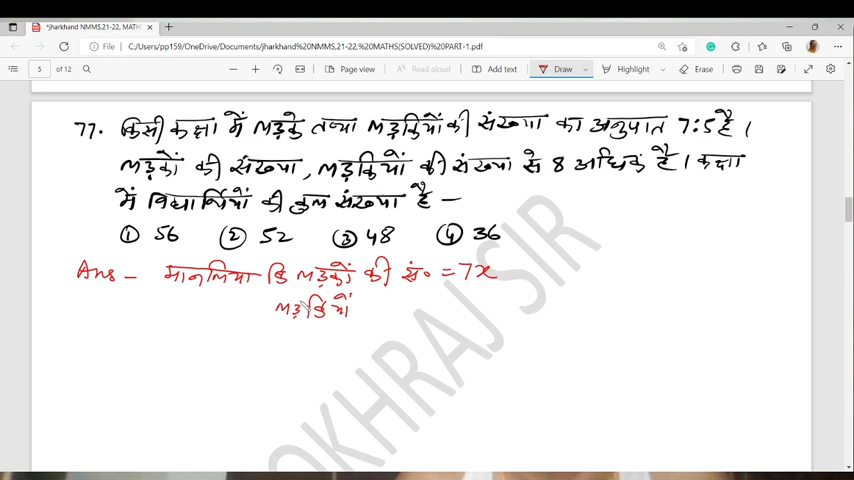 *jharkhand NMMS,21-22, MATHS
File C:/Users/pp159/OneDrive/Documents/jharkhand%20NMMS,21-22,%20MATHS(SOLVED)%20PART-1.pdf
5 of 12 Page view Read aloud Add text Draw Highlight Erase
77. किसी कक्षा में लड़के तथा लड़कियों की संख्या का अनुपात 7:5 है।
लड़कों की संख्या, लड़कियों की संख्या से 8 अधिक है। कक्षा
में विद्यार्थियों की कुल संख्या है –
① 56 ② 52 ③ 48 ④ 36
Ans – मान लिया कि लड़कों की सं० = 7x
लड़कियों
OKHRAJ SIR